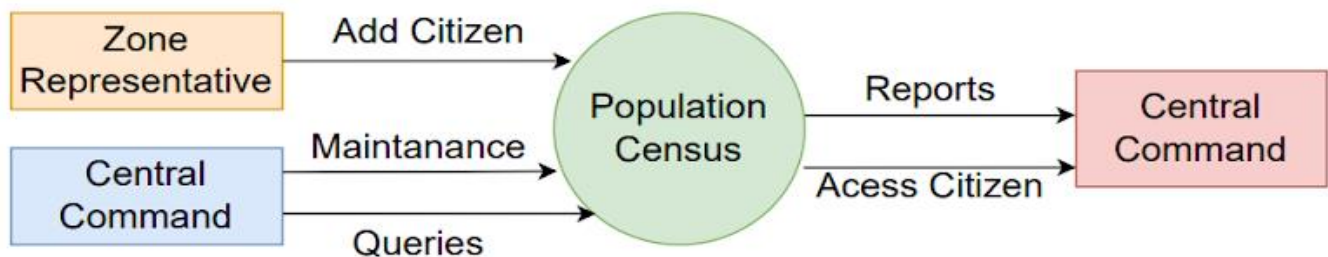 Zone
Representative
Add Citizen
Central
Command
Maintanance
Queries
Population
Census
Reports
Acess Citizen
Central
Command